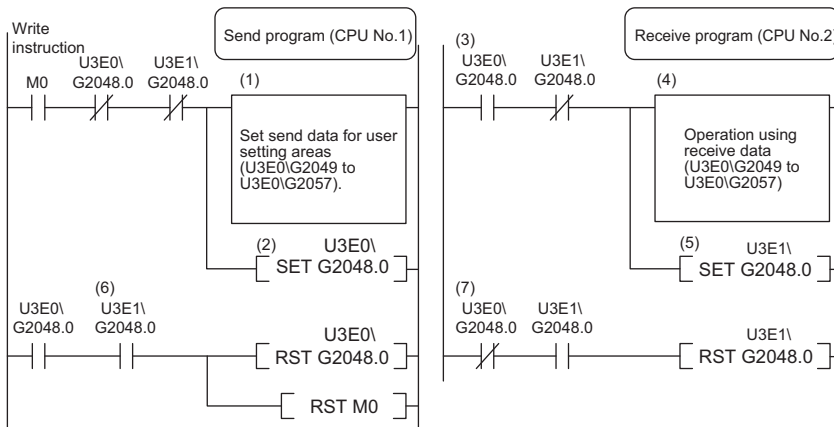 Write
instruction
Send program (CPU No.1)
M0
U3E0\
G2048.0
U3E1\
G2048.0
(1)
Set send data for user
setting areas
(U3E0\G2049 to
U3E0\G2057).
(2)
U3E0\
SET G2048.0
(6)
U3E0\
G2048.0
U3E1\
G2048.0
U3E0\
RST G2048.0
RST M0
Receive program (CPU No.2)
(3)
U3E0\
G2048.0
U3E1\
G2048.0
(4)
Operation using
receive data
(U3E0\G2049 to
U3E0\G2057)
(5)
U3E1\
SET G2048.0
(7)
U3E0\
G2048.0
U3E1\
G2048.0
U3E1\
RST G2048.0